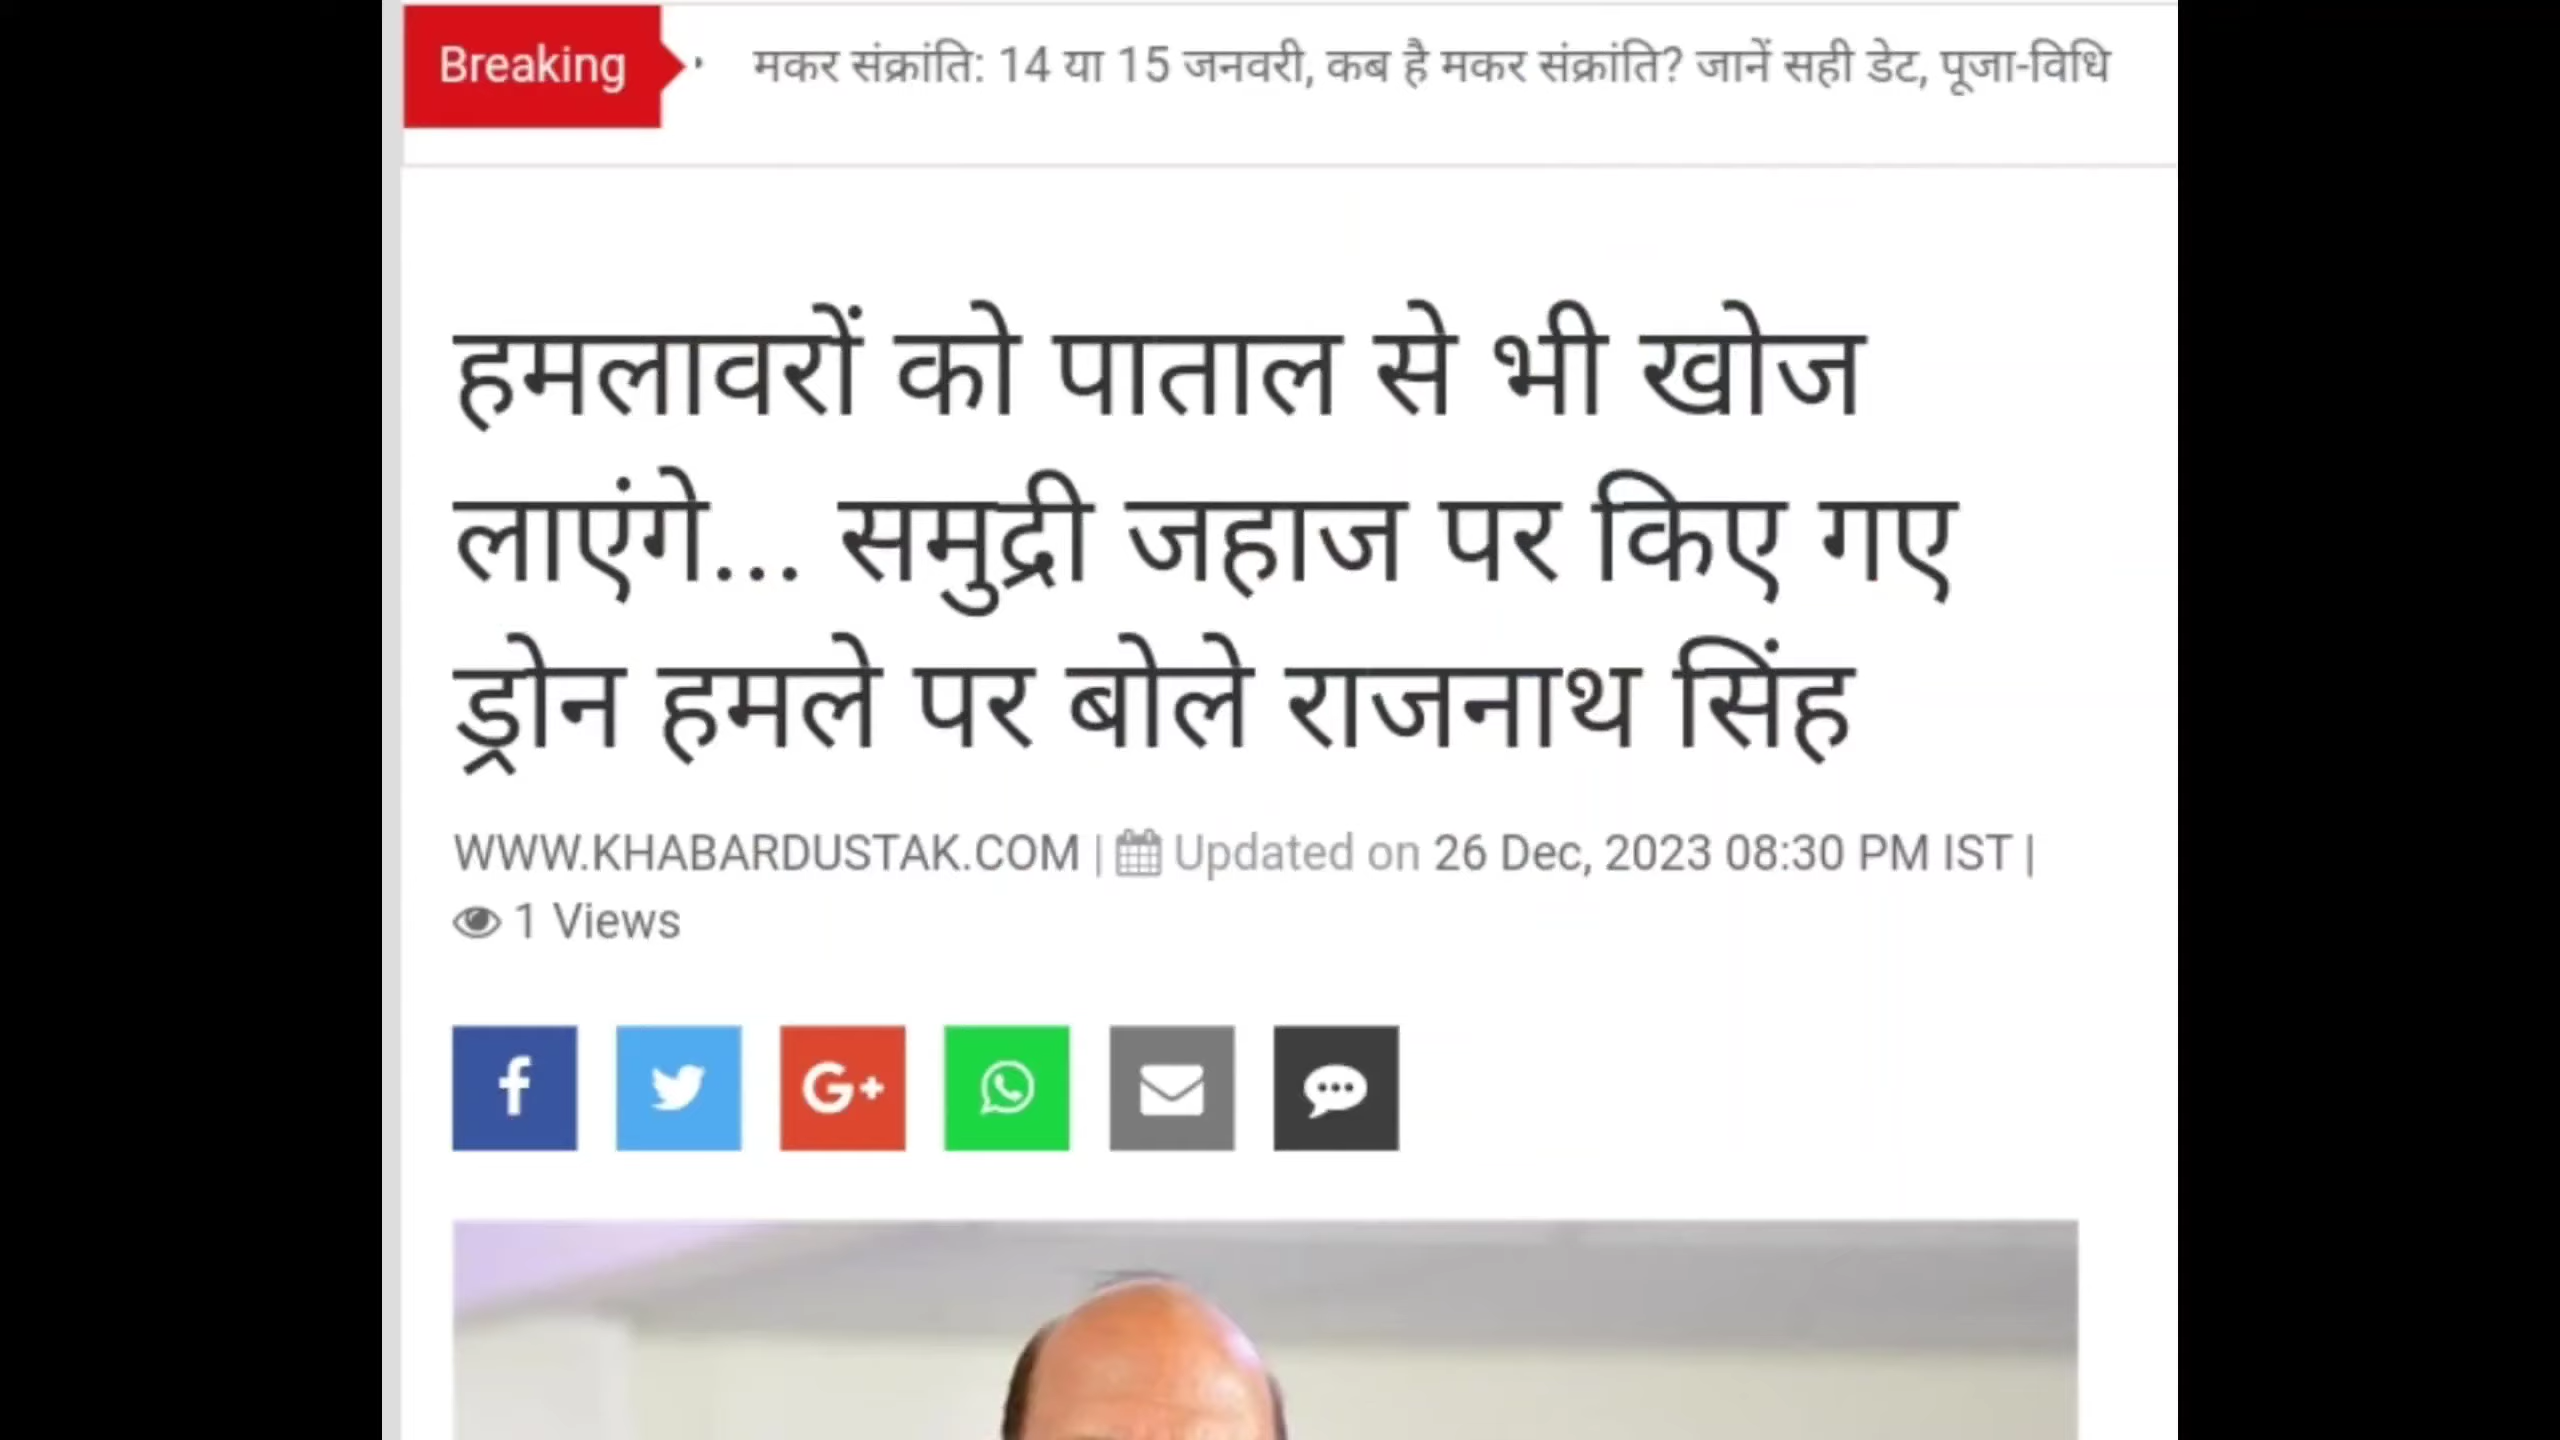 Breaking
मकर संक्रांति: 14 या 15 जनवरी, कब है मकर संक्रांति? जानें सही डेट, पूजा-विधि
हमलावरों को पाताल से भी खोज
लाएंगे... समुद्री जहाज पर किए गए
ड्रोन हमले पर बोले राजनाथ सिंह
WWW.KHABARDUSTAK.COM | Updated on 26 Dec, 2023 08:30 PM IST |
1 Views
f G+